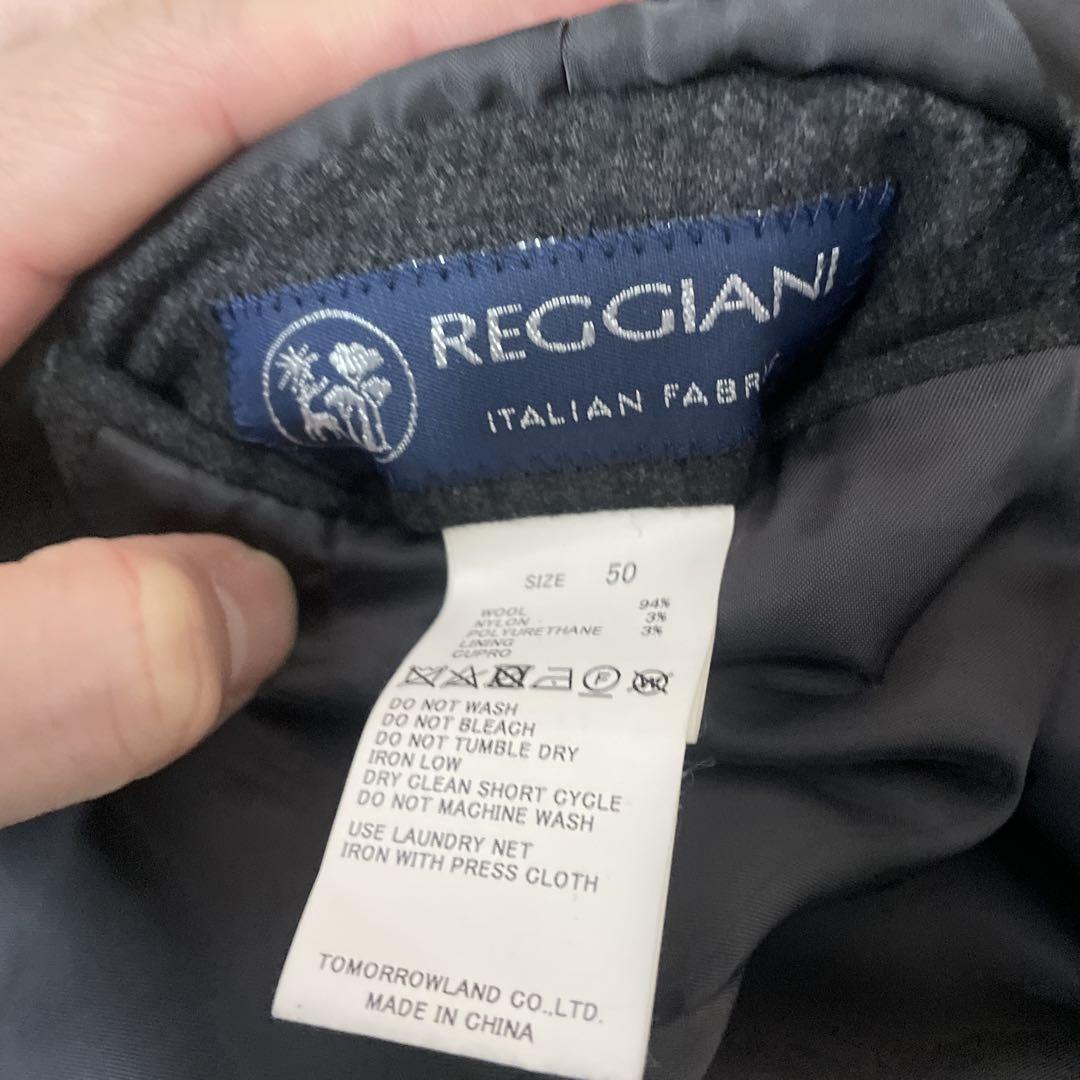 REGGIANI
ITALIAN FABRI
SIZE 50
WOOL 94%
NYLON 3%
POLYURETHANE 3%
LINING
CUPRO
F
W
DO NOT WASH
DO NOT BLEACH
DO NOT TUMBLE DRY
IRON LOW
DRY CLEAN SHORT CYCLE
DO NOT MACHINE WASH
USE LAUNDRY NET
IRON WITH PRESS CLOTH
TOMORROWLAND CO.,LTD.
MADE IN CHINA